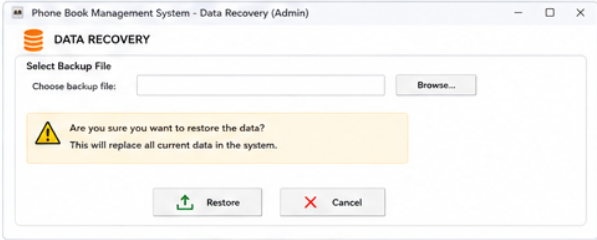 Phone Book Management System - Data Recovery (Admin)
DATA RECOVERY
Select Backup File
Choose backup file:
Browse...
Are you sure you want to restore the data?
This will replace all current data in the system.
Restore
Cancel